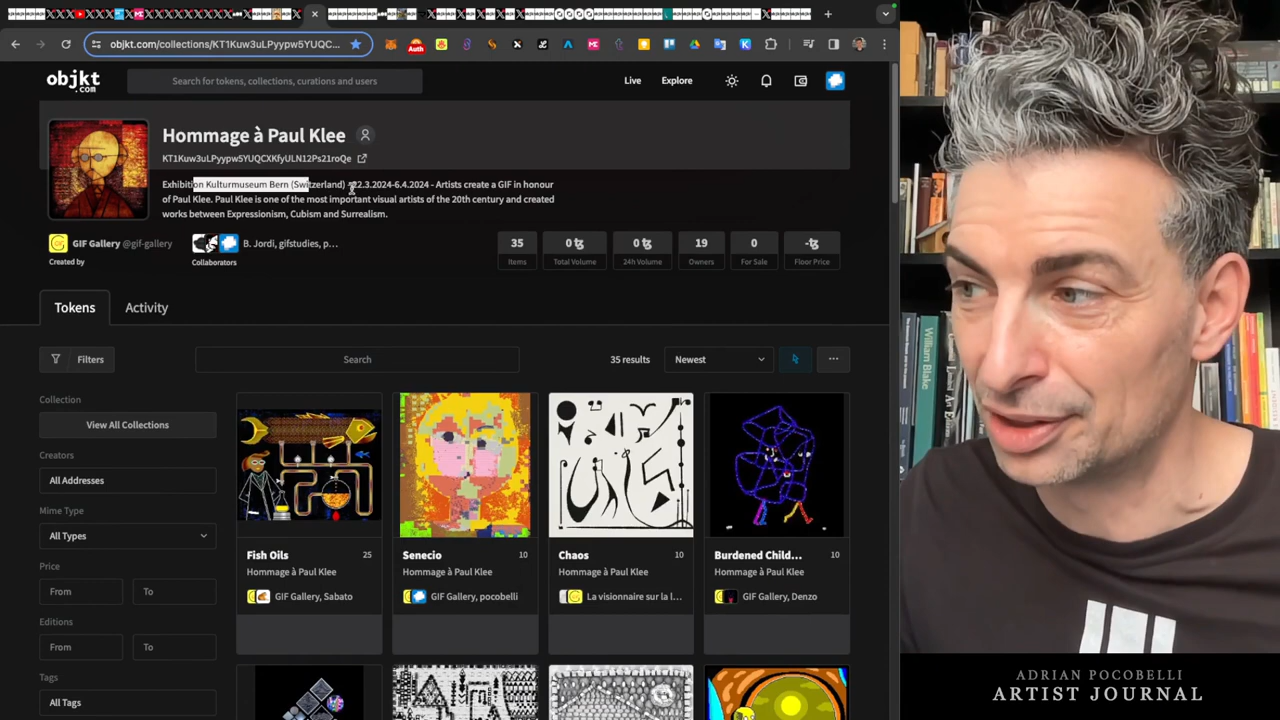 objkt.com/collections/KT1Kuw3uLPyypw5YUQC...
Auth
objkt
.com
Search for tokens, collections, curations and users
Live
Explore
Hommage à Paul Klee
KT1Kuw3uLPyypw5YUQCXKfyULN12Ps21roQe
Exhibition Kulturmuseum Bern (Switzerland) - 22.3.2024-6.4.2024 - Artists create a GIF in honour
of Paul Klee. Paul Klee is one of the most important visual artists of the 20th century and created
works between Expressionism, Cubism and Surrealism.
GIF Gallery @gif-gallery
Created by
B. Jordi, gifstudies, p...
Collaborators
35
Items
0 ꜩ
Total Volume
0 ꜩ
24h Volume
19
Owners
0
For Sale
-ꜩ
Floor Price
Tokens
Activity
Filters
Search
35 results
Newest
Collection
View All Collections
Creators
All Addresses
Mime Type
All Types
Price
From
To
Editions
From
To
Tags
All Tags
Fish Oils
25
Hommage à Paul Klee
GIF Gallery, Sabato
Senecio
10
Hommage à Paul Klee
GIF Gallery, pocobelli
Chaos
10
Hommage à Paul Klee
La visionnaire sur la l...
Burdened Child...
10
Hommage à Paul Klee
GIF Gallery, Denzo
William Blake
ADRIAN POCOBELLI
ARTIST JOURNAL